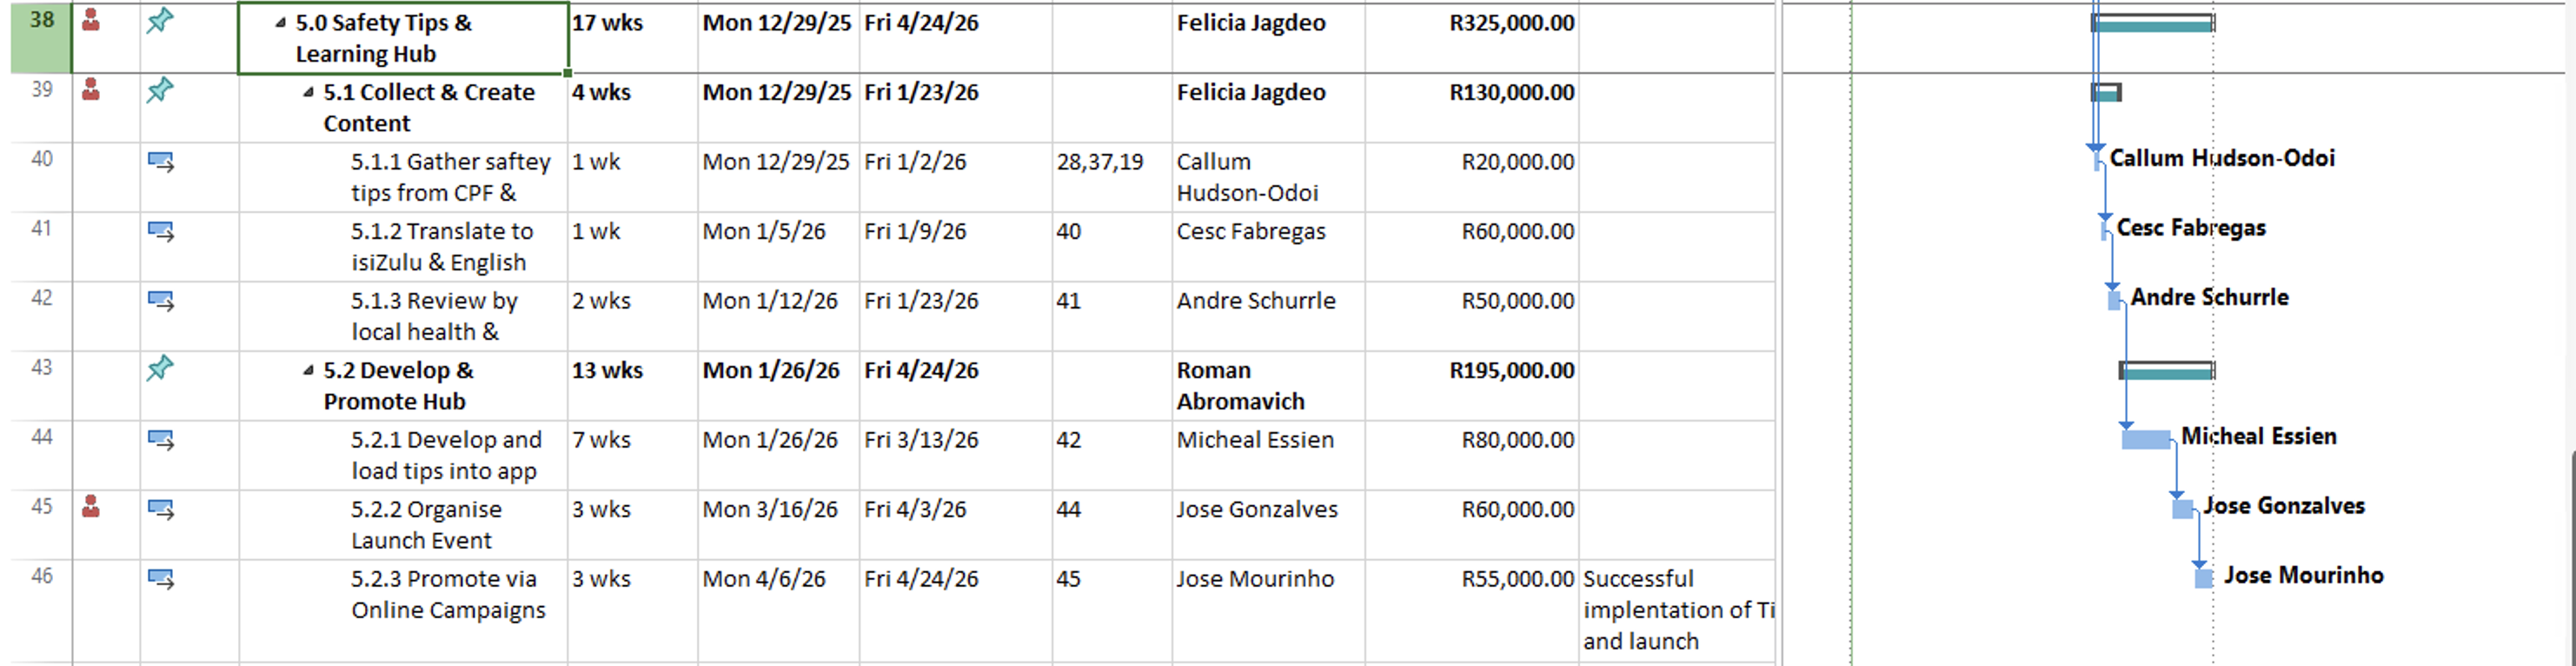 38 5.0 Safety Tips & 17 wks Mon 12/29/25 Fri 4/24/26 Felicia Jagdeo R325,000.00
Learning Hub
39 5.1 Collect & Create 4 wks Mon 12/29/25 Fri 1/23/26 Felicia Jagdeo R130,000.00
Content
40 5.1.1 Gather saftey 1 wk Mon 12/29/25 Fri 1/2/26 28,37,19 Callum R20,000.00 Callum Hudson-Odoi
tips from CPF & Hudson-Odoi
41 5.1.2 Translate to 1 wk Mon 1/5/26 Fri 1/9/26 40 Cesc Fabregas R60,000.00 Cesc Fabregas
isiZulu & English
42 5.1.3 Review by 2 wks Mon 1/12/26 Fri 1/23/26 41 Andre Schurrle R50,000.00 Andre Schurrle
local health &
43 5.2 Develop & 13 wks Mon 1/26/26 Fri 4/24/26 Roman R195,000.00
Promote Hub Abromavich
44 5.2.1 Develop and 7 wks Mon 1/26/26 Fri 3/13/26 42 Micheal Essien R80,000.00 Micheal Essien
load tips into app
45 5.2.2 Organise 3 wks Mon 3/16/26 Fri 4/3/26 44 Jose Gonzalves R60,000.00 Jose Gonzalves
Launch Event
46 5.2.3 Promote via 3 wks Mon 4/6/26 Fri 4/24/26 45 Jose Mourinho R55,000.00 Successful Jose Mourinho
Online Campaigns implentation of Ti
and launch